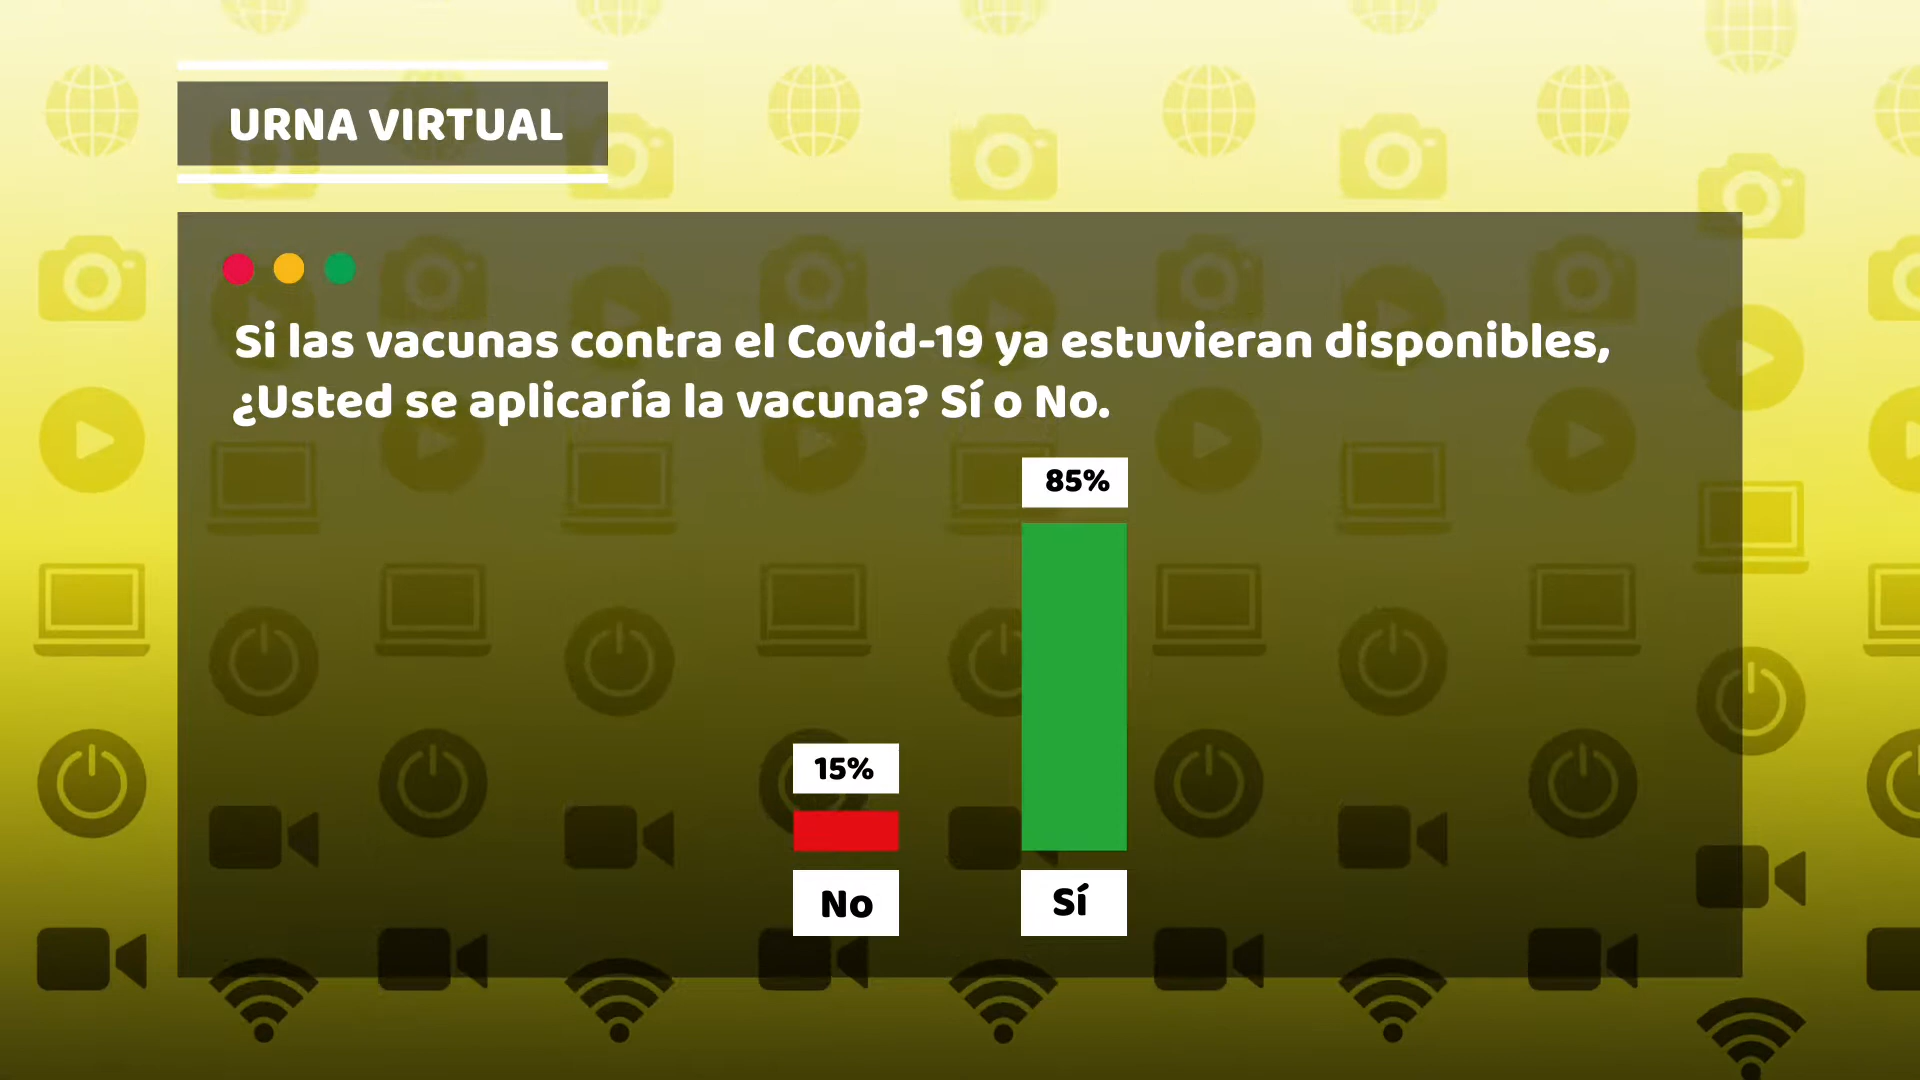 URNA VIRTUAL
Si las vacunas contra el Covid-19 ya estuvieran disponibles,
¿Usted se aplicaría la vacuna? Sí o No.
85%
15%
No
Sí